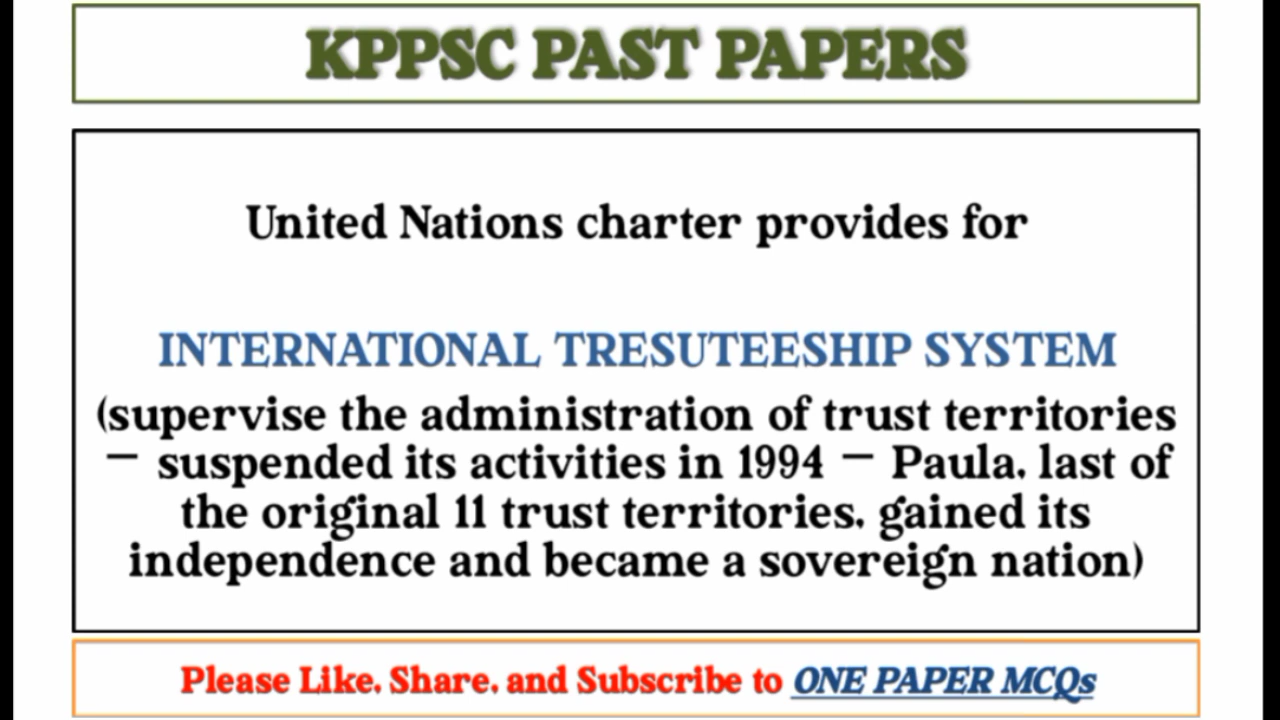 KPPSC PAST PAPERS
United Nations charter provides for
INTERNATIONAL TRESUTEESHIP SYSTEM
(supervise the administration of trust territories
– suspended its activities in 1994 – Paula, last of
the original 11 trust territories, gained its
independence and became a sovereign nation)
Please Like, Share, and Subscribe to ONE PAPER MCQs